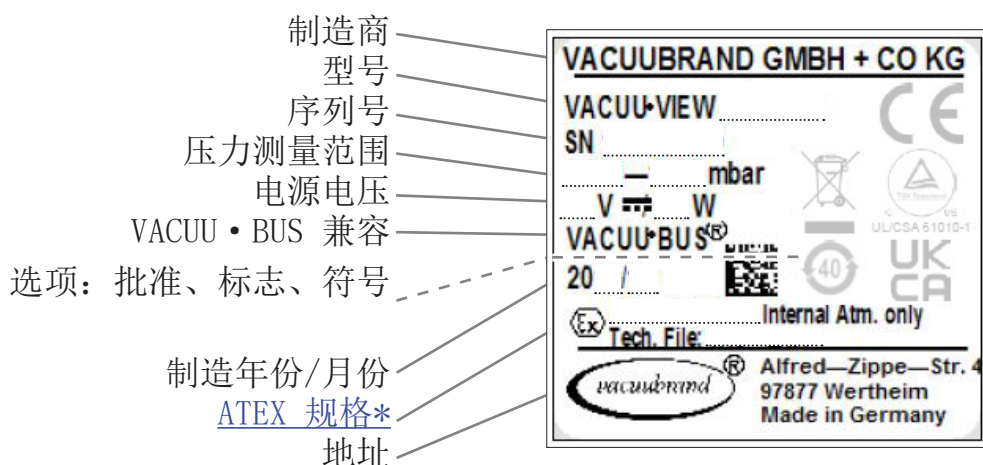 制造商
型号
序列号
压力测量范围
电源电压
VACUU•BUS 兼容
选项：批准、标志、符号
制造年份/月份
ATEX 规格*
地址
VACUUBRAND GMBH + CO KG
VACUU•VIEW
SN
— mbar
V W
VACUU•BUS®
20 /
CE
UL/CSA 61010-1
40
UK
CA
Ex Internal Atm. only
Tech. File:
vacuubrand ®
Alfred—Zippe—Str. 4
97877 Wertheim
Made in Germany